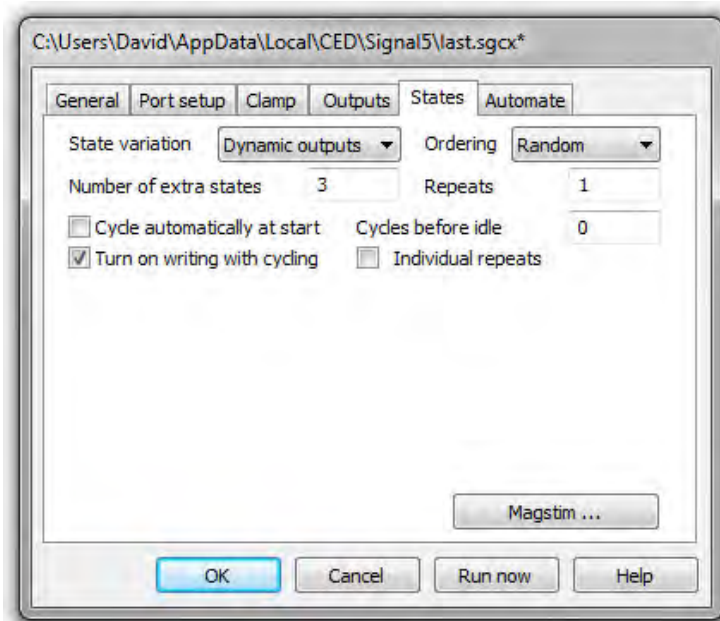 C:\Users\David\AppData\Local\CED\Signal5\last.sgcx*
General Port setup Clamp Outputs States Automate
State variation Dynamic outputs Ordering Random
Number of extra states 3 Repeats 1
Cycle automatically at start Cycles before idle 0
Turn on writing with cycling Individual repeats
Magstim ...
OK Cancel Run now Help